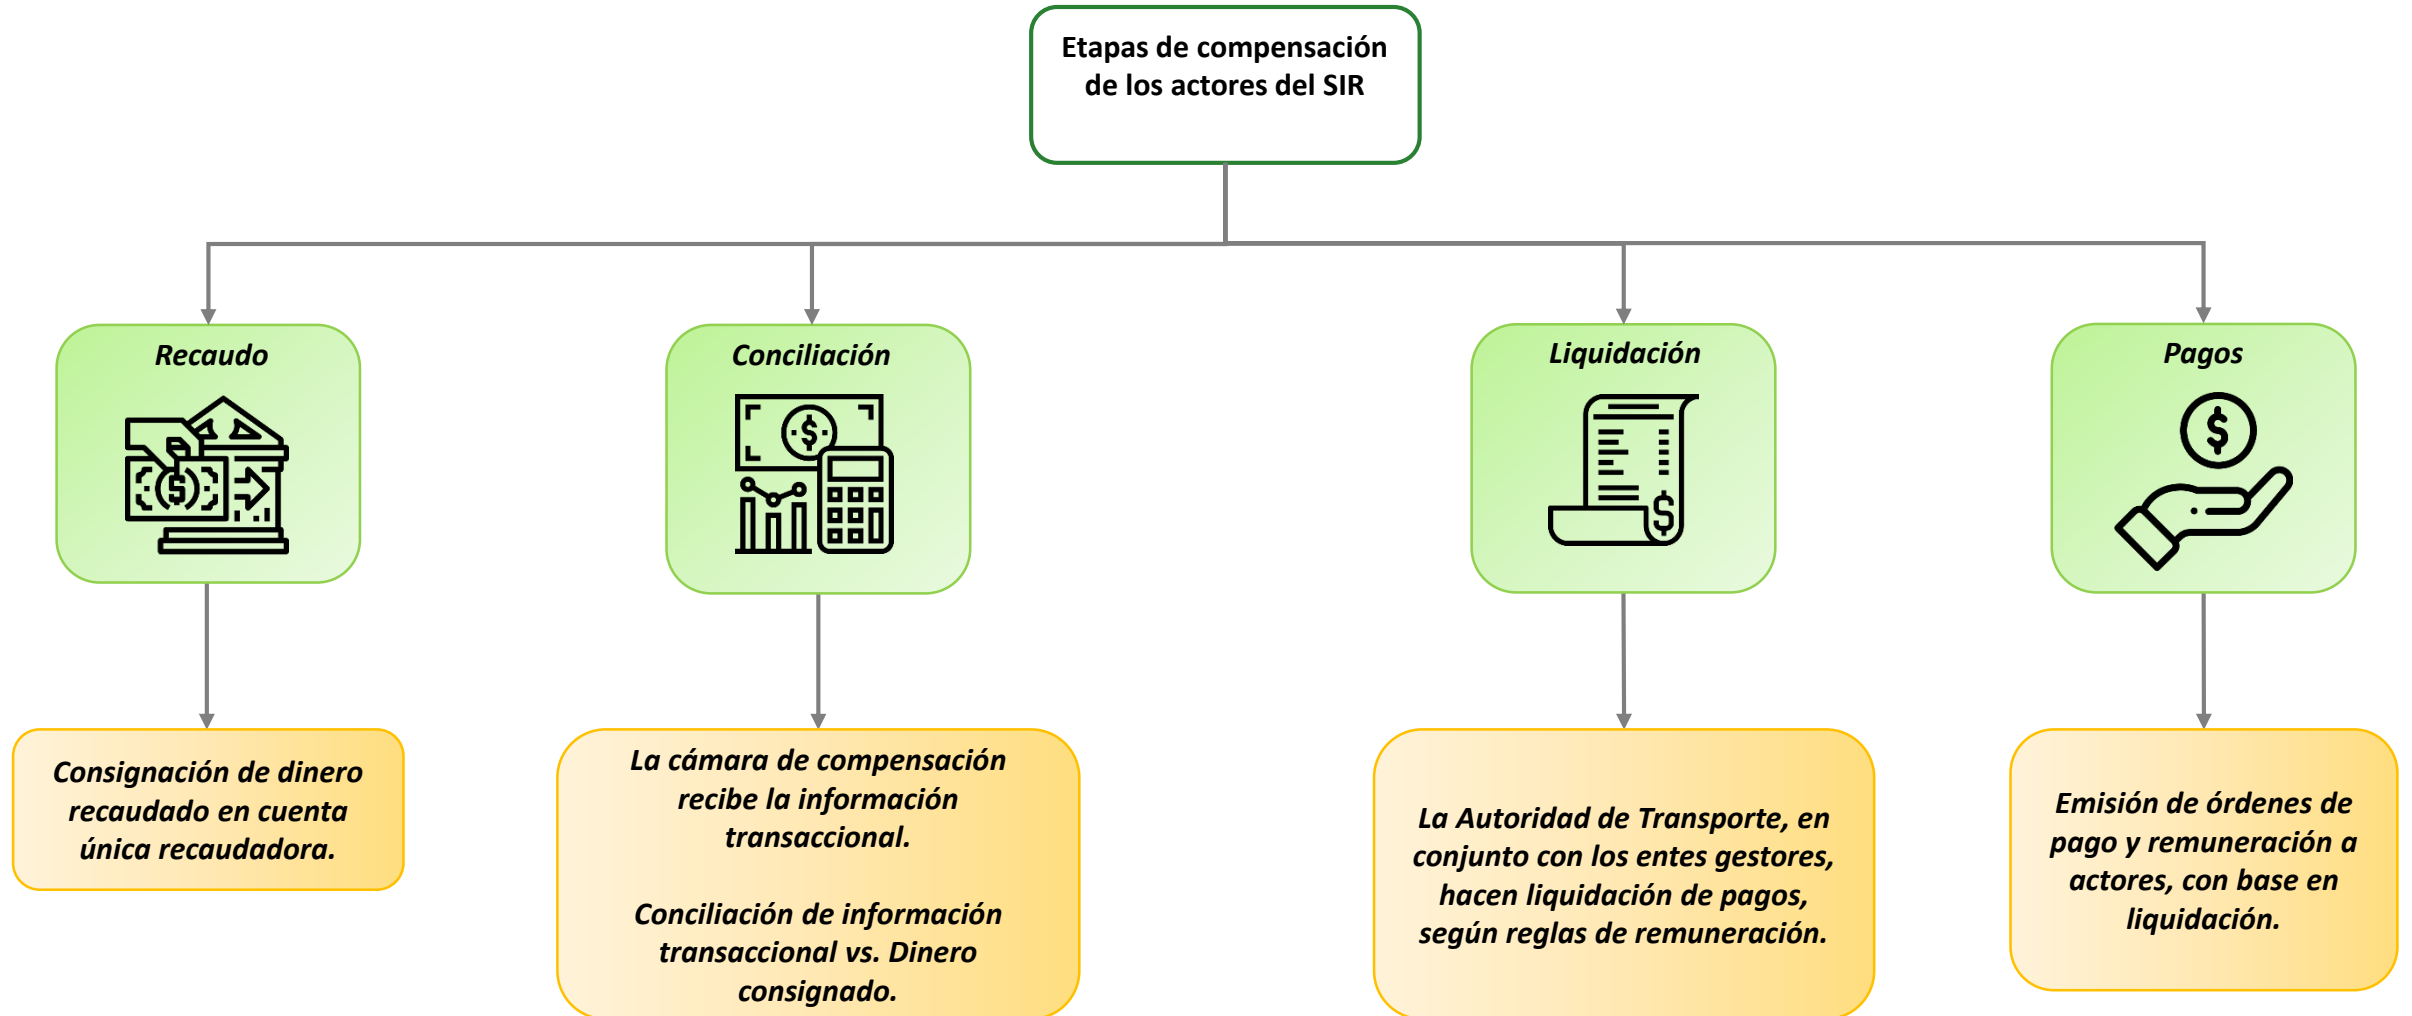 Etapas de compensación
de los actores del SIR
Recaudo
Conciliación
Liquidación
Pagos
Consignación de dinero
recaudado en cuenta
única recaudadora.
La cámara de compensación
recibe la información
transaccional.
Conciliación de información
transaccional vs. Dinero
consignado.
La Autoridad de Transporte, en
conjunto con los entes gestores,
hacen liquidación de pagos,
según reglas de remuneración.
Emisión de órdenes de
pago y remuneración a
actores, con base en
liquidación.